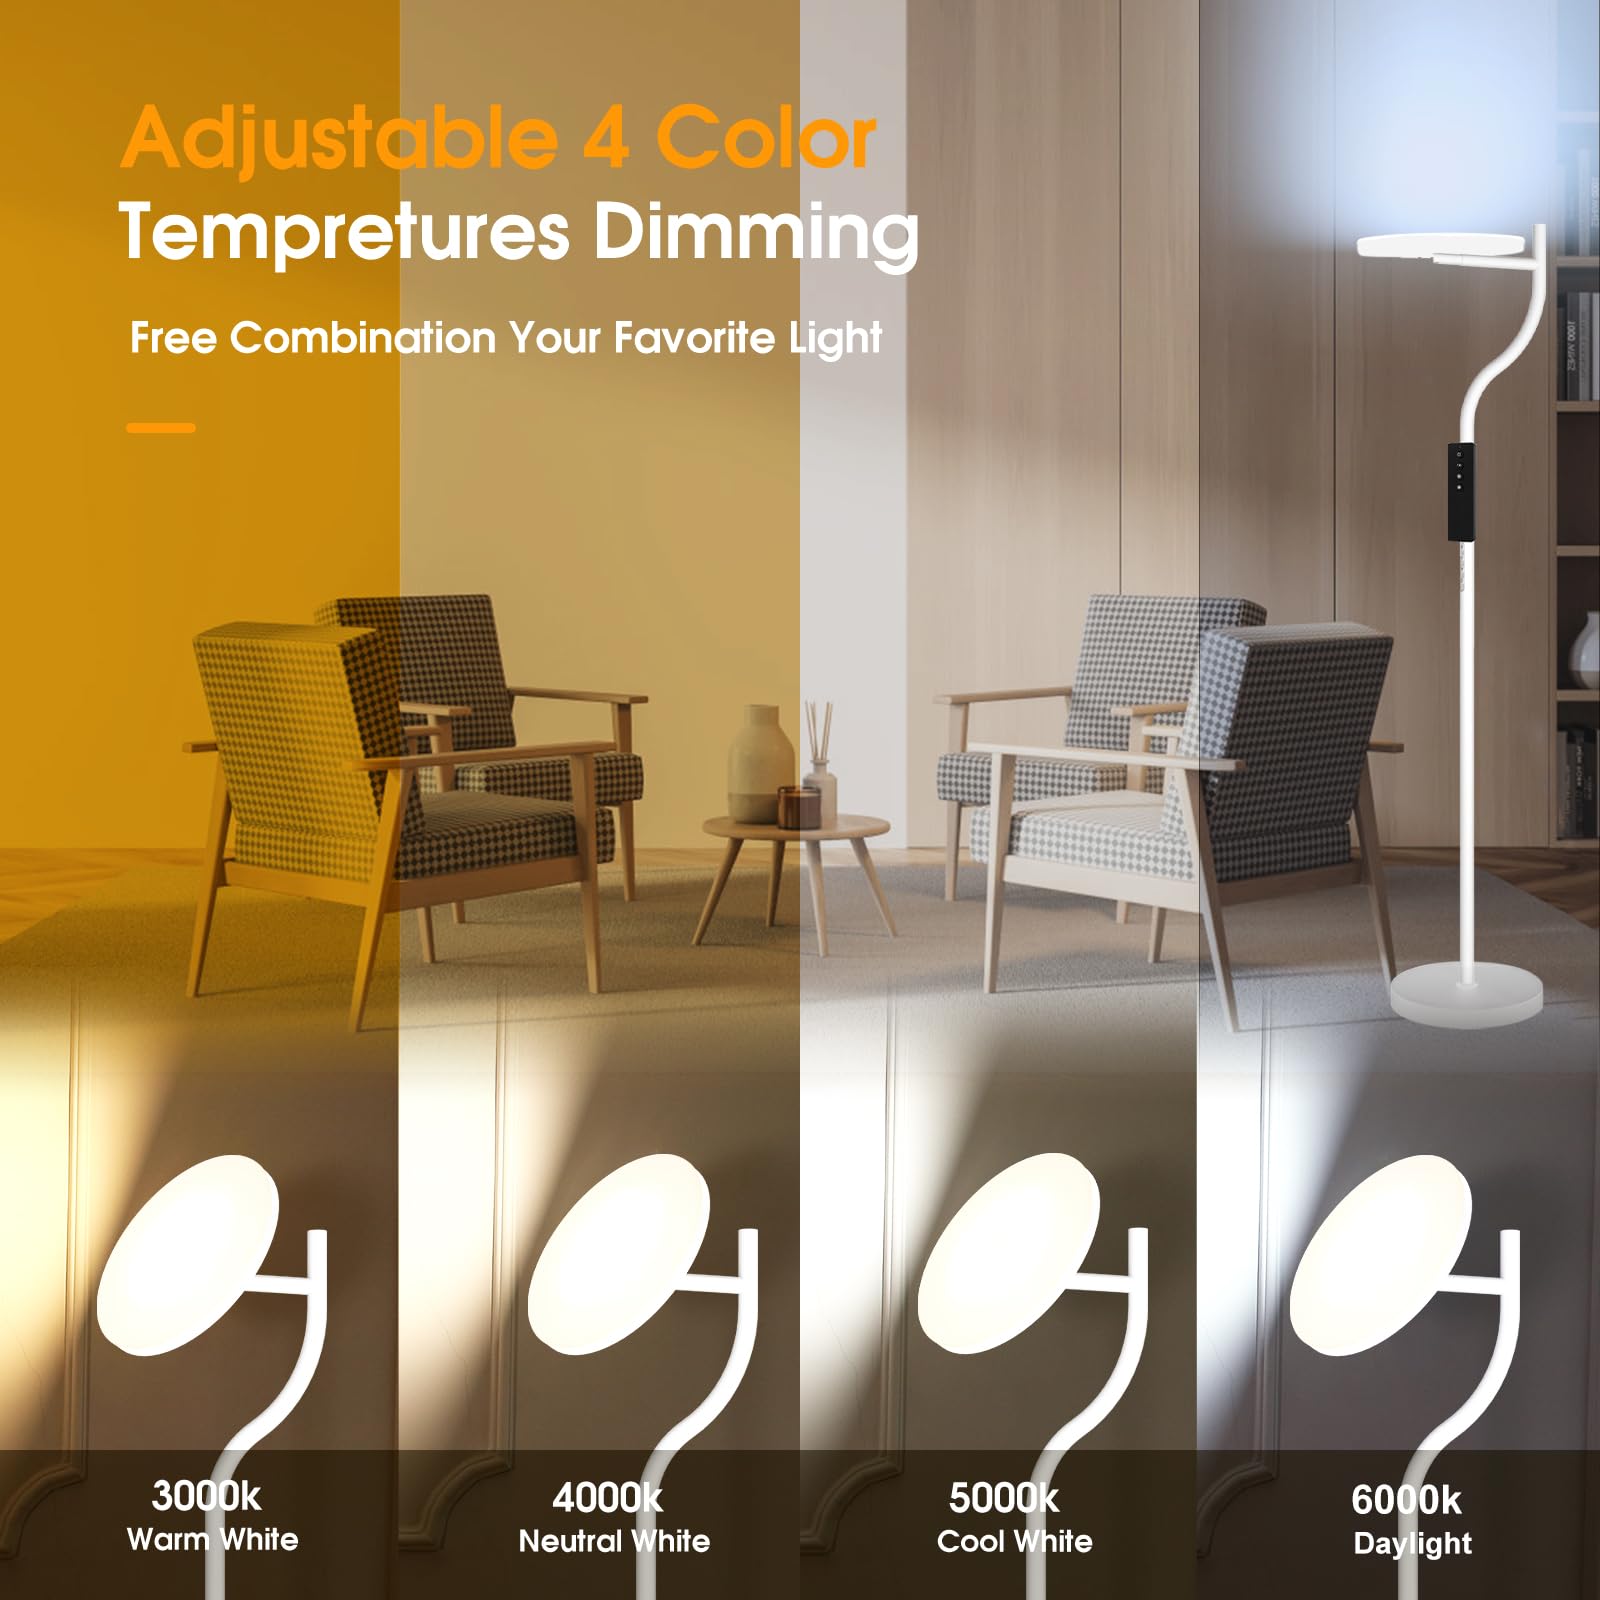 Adjustable 4 Color
Tempretures Dimming
Free Combination Your Favorite Light
3000k
Warm White
4000k
Neutral White
5000k
Cool White
6000k
Daylight